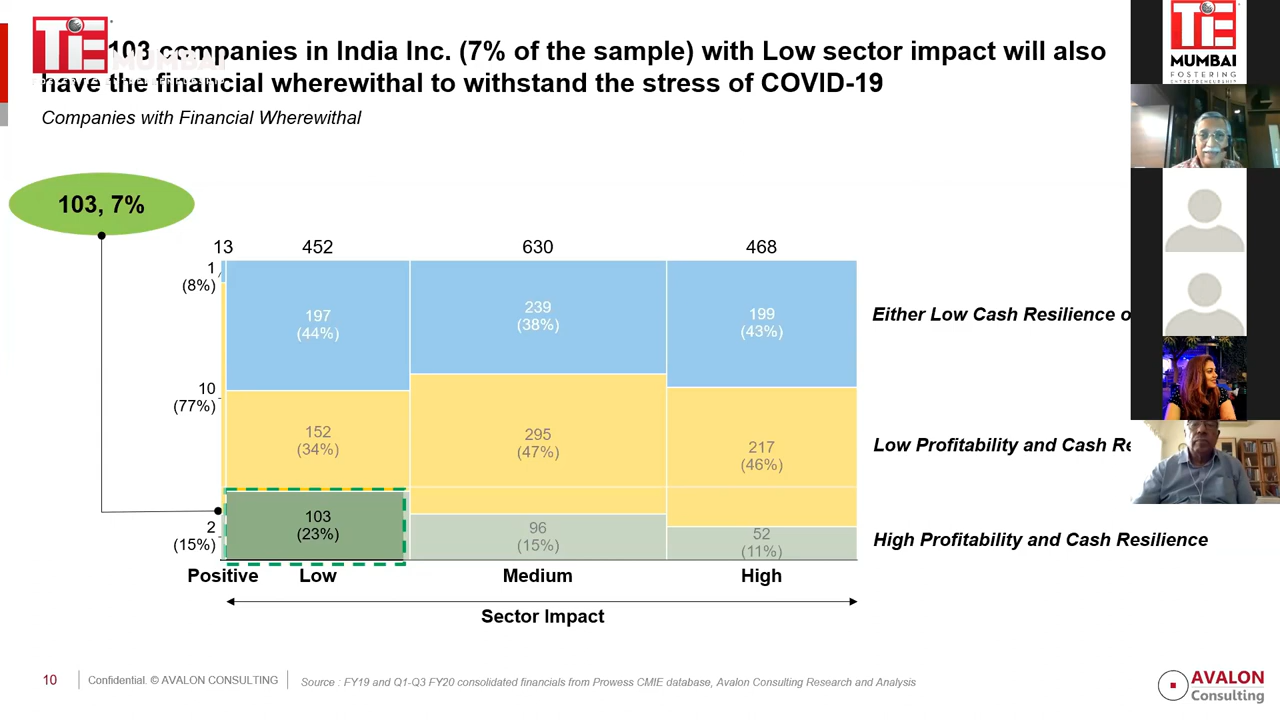 TiE
MUMBAI
103 companies in India Inc. (7% of the sample) with Low sector impact will also
have the financial wherewithal to withstand the stress of COVID-19
Companies with Financial Wherewithal
TiE
MUMBAI
FOSTERING
ENTREPRENEURSHIP
103, 7%
13
452
630
468
1
(8%)
197
(44%)
239
(38%)
199
(43%)
Either Low Cash Resilience o
10
(77%)
152
(34%)
295
(47%)
217
(46%)
Low Profitability and Cash Re
2
(15%)
103
(23%)
96
(15%)
52
(11%)
High Profitability and Cash Resilience
Positive
Low
Medium
High
Sector Impact
10
Confidential. © AVALON CONSULTING
Source : FY19 and Q1-Q3 FY20 consolidated financials from Prowess CMIE database, Avalon Consulting Research and Analysis
AVALON
Consulting